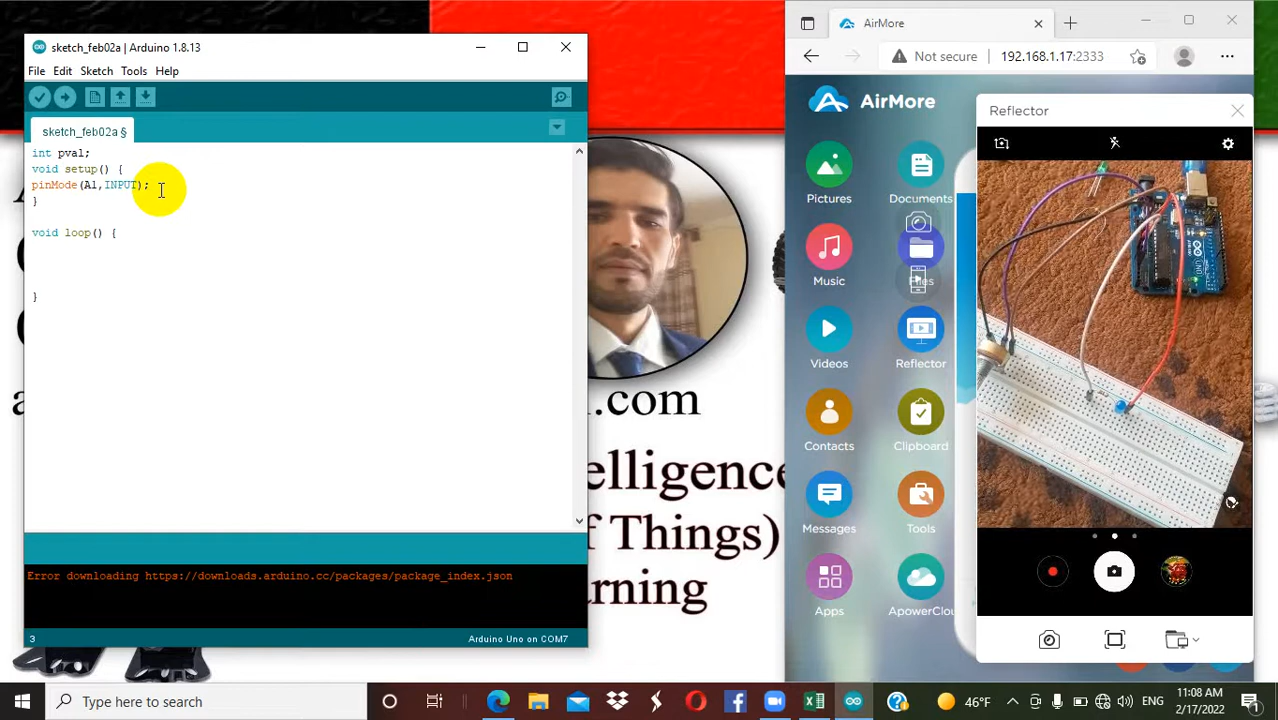 sketch_feb02a | Arduino 1.8.13
File Edit Sketch Tools Help
sketch_feb02a §
int pval;
void setup() {
pinMode(A1,INPUT);
}
void loop() {
}
Error downloading https://downloads.arduino.cc/packages/package_index.json
3
Arduino Uno on COM7
.com
elligence
f Things)
rning
AirMore
Not secure 192.168.1.17:2333
AirMore
Pictures Documents
Music Files
Videos Reflector
Contacts Clipboard
Messages Tools
Apps ApowerClou
Reflector
Type here to search
46°F
ENG
11:08 AM
2/17/2022